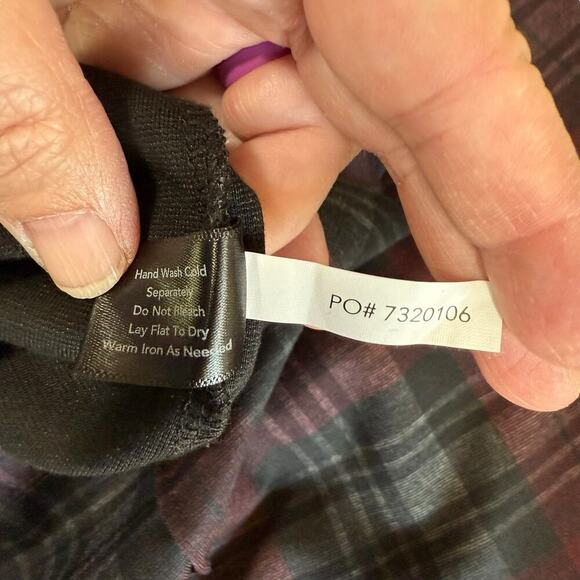 Hand Wash Cold
Separately
Do Not Bleach
Lay Flat To Dry
Warm Iron As Needed
PO# 7320106